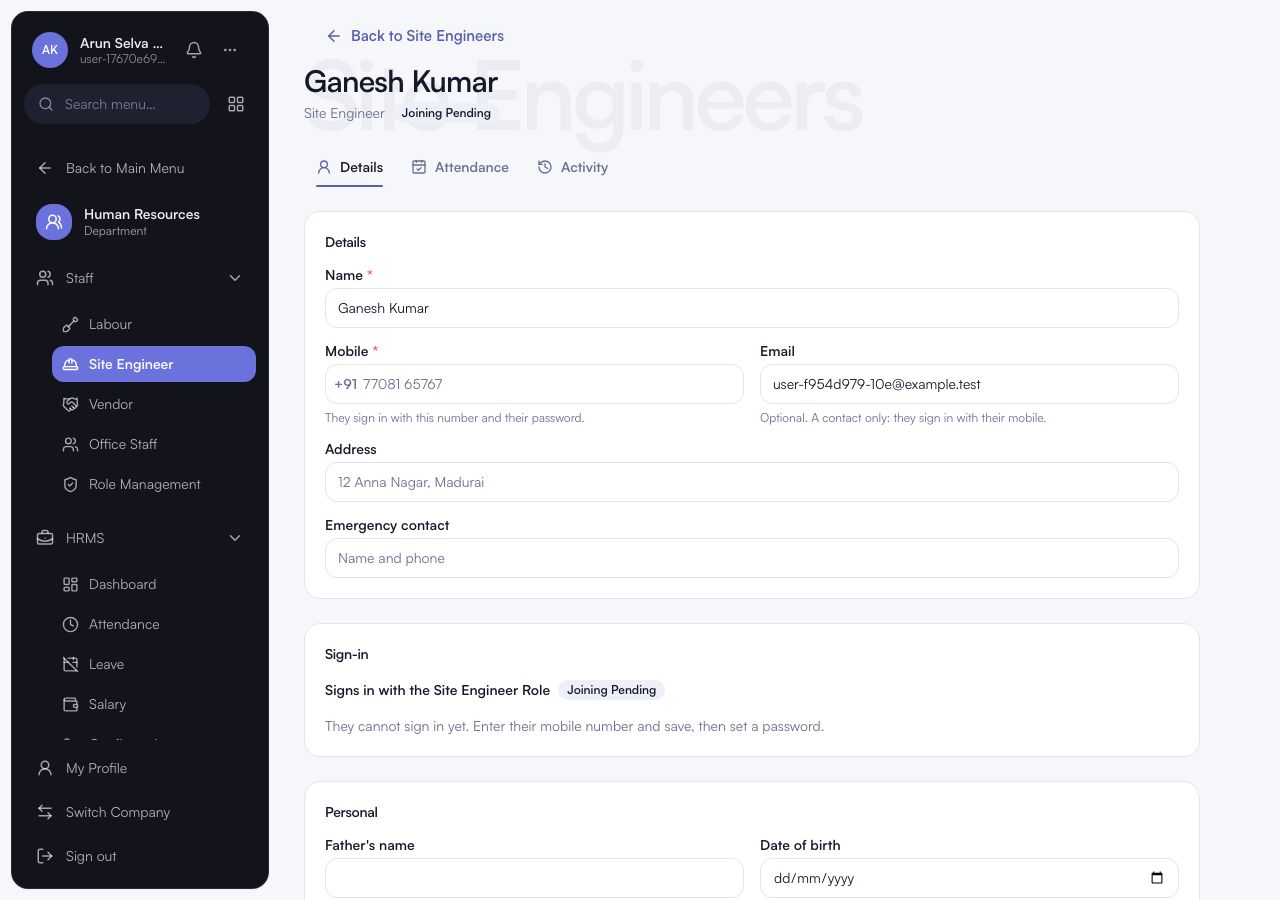 AK
Arun Selva ...
user-17670e69...
Search menu...
Back to Main Menu
Human Resources
Department
Staff
Labour
Site Engineer
Vendor
Office Staff
Role Management
HRMS
Dashboard
Attendance
Leave
Salary
My Profile
Switch Company
Sign out
Back to Site Engineers
Site Engineers
Ganesh Kumar
Site Engineer Joining Pending
Details Attendance Activity
Details
Name *
Ganesh Kumar
Mobile * Email
+91 77081 65767 user-f954d979-10e@example.test
They sign in with this number and their password. Optional. A contact only: they sign in with their mobile.
Address
12 Anna Nagar, Madurai
Emergency contact
Name and phone
Sign-in
Signs in with the Site Engineer Role Joining Pending
They cannot sign in yet. Enter their mobile number and save, then set a password.
Personal
Father's name Date of birth
dd/mm/yyyy